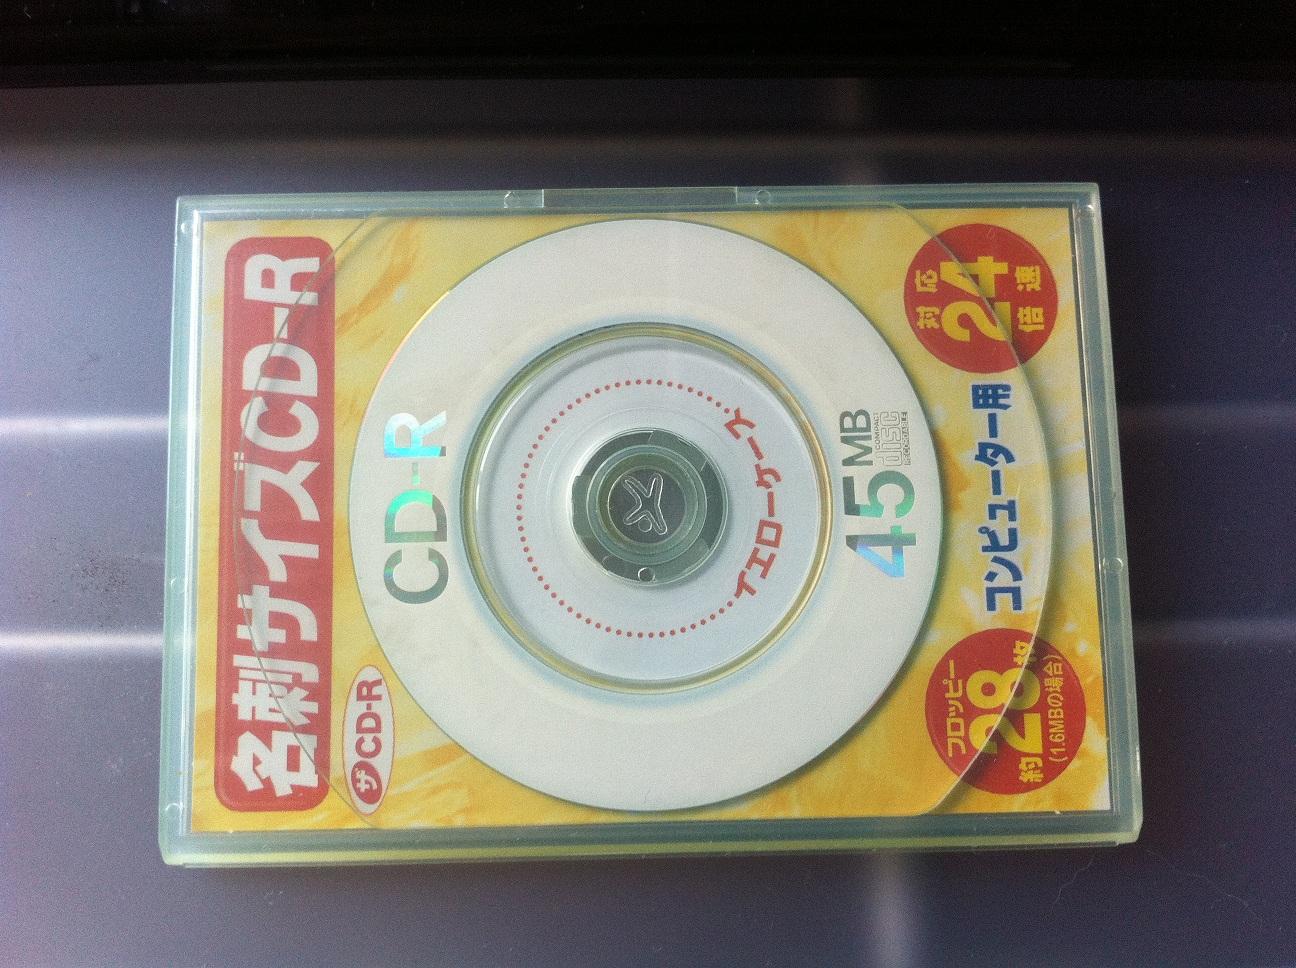 名刺サイズCD-R
ザ CD-R
CD-R
イエローケース
45MB
COMPACT
disc
RECORDABLE
フロッピー
約28枚
(1.6MBの場合)
コンピューター用
対応
24
倍速